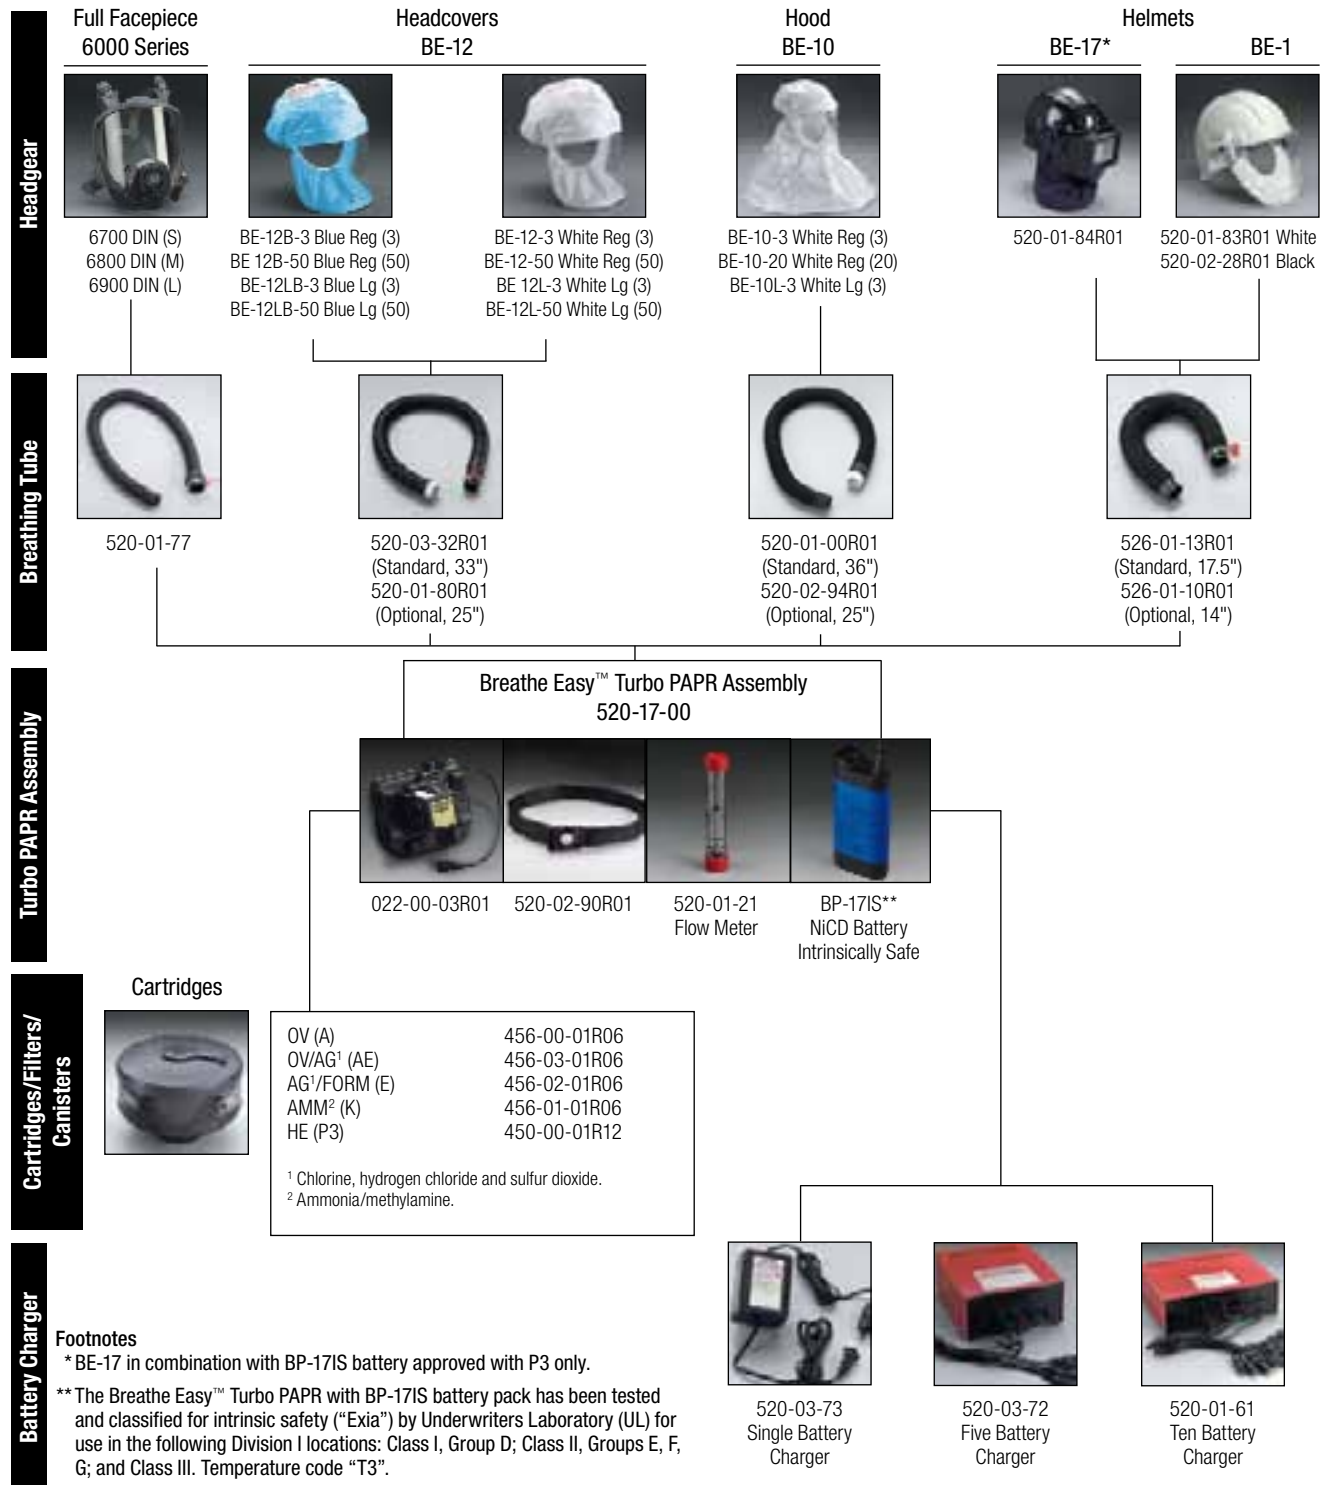 Full Facepiece
6000 Series
Headcovers
BE-12
Hood
BE-10
Helmets
BE-17*
BE-1
Headgear
6700 DIN (S)
6800 DIN (M)
6900 DIN (L)
BE-12B-3 Blue Reg (3)
BE 12B-50 Blue Reg (50)
BE-12LB-3 Blue Lg (3)
BE-12LB-50 Blue Lg (50)
BE-12-3 White Reg (3)
BE-12-50 White Reg (50)
BE 12L-3 White Lg (3)
BE-12L-50 White Lg (50)
BE-10-3 White Reg (3)
BE-10-20 White Reg (20)
BE-10L-3 White Lg (3)
520-01-84R01
520-01-83R01 White
520-02-28R01 Black
Breathing Tube
520-01-77
520-03-32R01
(Standard, 33")
520-01-80R01
(Optional, 25")
520-01-00R01
(Standard, 36")
520-02-94R01
(Optional, 25")
526-01-13R01
(Standard, 17.5")
526-01-10R01
(Optional, 14")
Turbo PAPR Assembly
Breathe Easy™ Turbo PAPR Assembly
520-17-00
022-00-03R01
520-02-90R01
520-01-21
Flow Meter
BP-17IS**
NiCD Battery
Intrinsically Safe
Cartridges/Filters/
Canisters
Cartridges
OV (A) 456-00-01R06
OV/AG¹ (AE) 456-03-01R06
AG¹/FORM (E) 456-02-01R06
AMM² (K) 456-01-01R06
HE (P3) 450-00-01R12
¹ Chlorine, hydrogen chloride and sulfur dioxide.
² Ammonia/methylamine.
Battery Charger
520-03-73
Single Battery
Charger
520-03-72
Five Battery
Charger
520-01-61
Ten Battery
Charger
Footnotes
* BE-17 in combination with BP-17IS battery approved with P3 only.
** The Breathe Easy™ Turbo PAPR with BP-17IS battery pack has been tested
and classified for intrinsic safety (“Exia”) by Underwriters Laboratory (UL) for
use in the following Division I locations: Class I, Group D; Class II, Groups E, F,
G; and Class III. Temperature code “T3”.